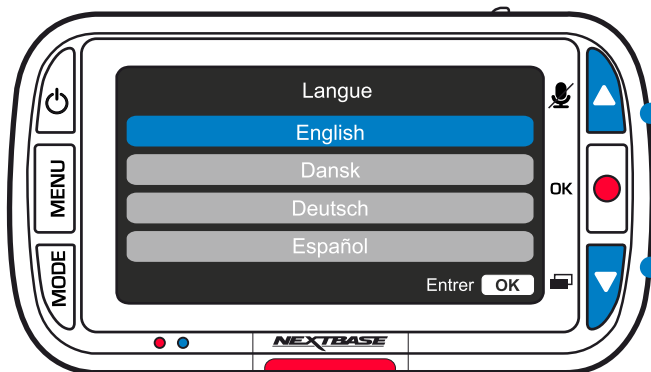 Langue
English
Dansk
Deutsch
Español
Entrer OK
MENU
MODE
OK
NEXTBASE